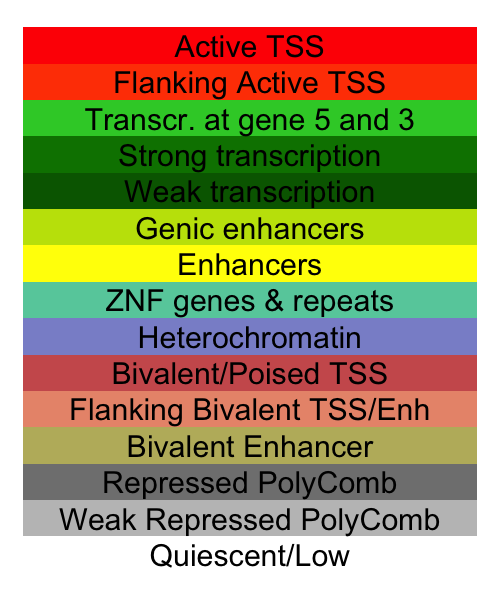 Active TSS
Flanking Active TSS
Transcr. at gene 5 and 3
Strong transcription
Weak transcription
Genic enhancers
Enhancers
ZNF genes & repeats
Heterochromatin
Bivalent/Poised TSS
Flanking Bivalent TSS/Enh
Bivalent Enhancer
Repressed PolyComb
Weak Repressed PolyComb
Quiescent/Low